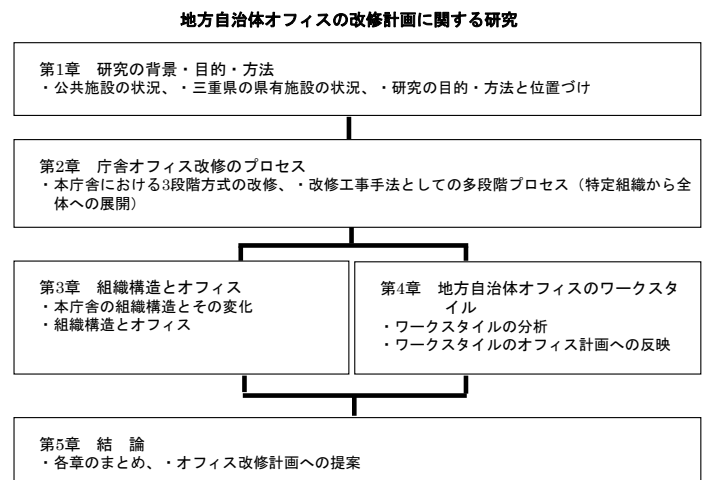 地方自治体オフィスの改修計画に関する研究
第1章　研究の背景・目的・方法
・公共施設の状況、・三重県の県有施設の状況、・研究の目的・方法と位置づけ
第2章　庁舎オフィス改修のプロセス
・本庁舎における3段階方式の改修、・改修工事手法としての多段階プロセス（特定組織から全
体への展開）
第3章　組織構造とオフィス
・本庁舎の組織構造とその変化
・組織構造とオフィス
第4章　地方自治体オフィスのワークスタ
イル
・ワークスタイルの分析
・ワークスタイルのオフィス計画への反映
第5章　結　論
・各章のまとめ、・オフィス改修計画への提案